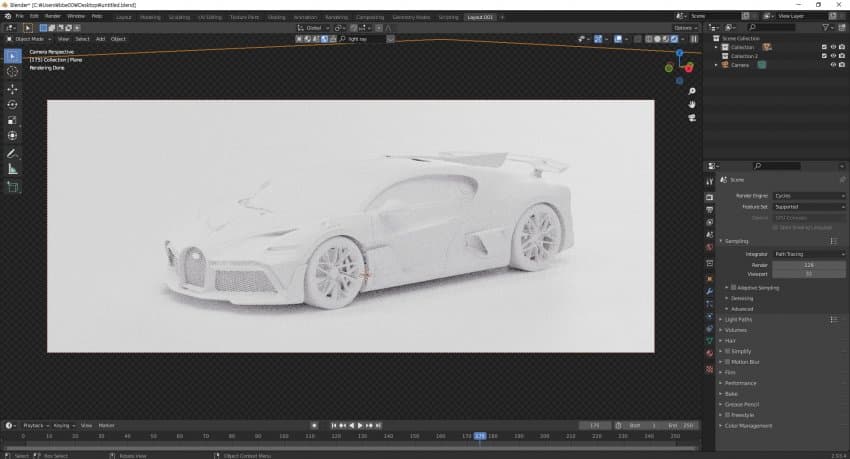 Blender* [C:\Users\bbe0\Desktop\untitled.blend]
File Edit Render Window Help
Layout Modeling Sculpting UV Editing Texture Paint Shading Animation Rendering Compositing Geometry Nodes Scripting Layout.001 +
Scene
View Layer
Global
Options
Object Mode View Select Add Object
light ray
Camera Perspective
(175) Collection | Plane
Rendering Done
Z
Scene Collection
Collection
Collection 2
Camera
Scene
Render Engine Cycles
Feature Set Supported
Device GPU Compute
Open Shading Language
Sampling
Integrator Path Tracing
Render 128
Viewport 32
Adaptive Sampling
Denoising
Advanced
Light Paths
Volumes
Hair
Simplify
Motion Blur
Film
Performance
Bake
Grease Pencil
Freestyle
Color Management
Playback Keying View Marker
175 Start 1 End 250
0 10 20 30 40 50 60 70 80 90 100 110 120 130 140 150 160 170 175 180 190 200 210 220 230 240 250
Select Box Select Rotate View Object Context Menu
2.93.4